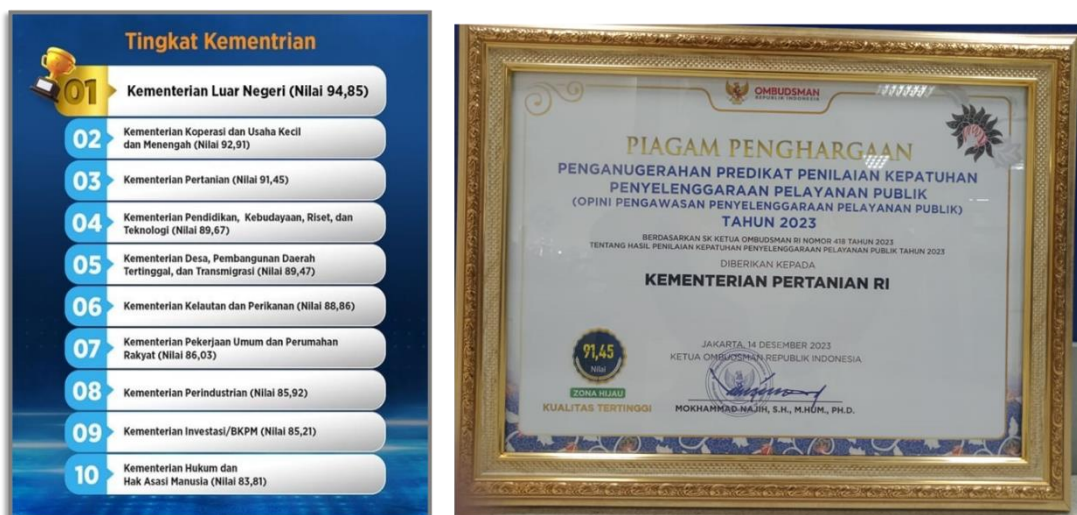 Tingkat Kementrian
01
Kementerian Luar Negeri (Nilai 94,85)
02
Kementerian Koperasi dan Usaha Kecil
dan Menengah (Nilai 92,91)
03
Kementerian Pertanian (Nilai 91,45)
04
Kementerian Pendidikan, Kebudayaan, Riset, dan
Teknologi (Nilai 89,67)
05
Kementerian Desa, Pembangunan Daerah
Tertinggal, dan Transmigrasi (Nilai 89,47)
06
Kementerian Kelautan dan Perikanan (Nilai 88,86)
07
Kementerian Pekerjaan Umum dan Perumahan
Rakyat (Nilai 86,03)
08
Kementerian Perindustrian (Nilai 85,92)
09
Kementerian Investasi/BKPM (Nilai 85,21)
10
Kementerian Hukum dan
Hak Asasi Manusia (Nilai 83,81)
OMBUDSMAN
REPUBLIK INDONESIA
PIAGAM PENGHARGAAN
PENGANUGERAHAN PREDIKAT PENILAIAN KEPATUHAN
PENYELENGGARAAN PELAYANAN PUBLIK
(OPINI PENGAWASAN PENYELENGGARAAN PELAYANAN PUBLIK)
TAHUN 2023
BERDASARKAN SK KETUA OMBUDSMAN RI NOMOR 418 TAHUN 2023
TENTANG HASIL PENILAIAN KEPATUHAN PENYELENGGARAAN PELAYANAN PUBLIK TAHUN 2023
DIBERIKAN KEPADA
KEMENTERIAN PERTANIAN RI
91,45
Nilai
ZONA HIJAU
KUALITAS TERTINGGI
JAKARTA, 14 DESEMBER 2023
KETUA OMBUDSMAN REPUBLIK INDONESIA
MOKHAMMAD NAJIH, S.H., M.HUM., PH.D.